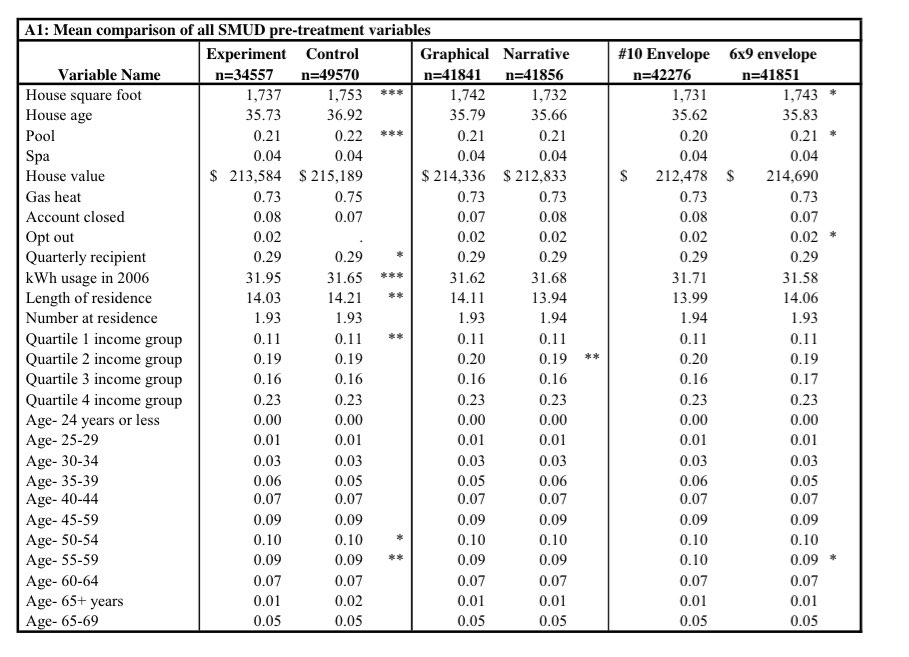 A1: Mean comparison of all SMUD pre-treatment variables
Experiment Control Graphical Narrative #10 Envelope 6x9 envelope
Variable Name n=34557 n=49570 n=41841 n=41856 n=42276 n=41851
House square foot 1,737 1,753 *** 1,742 1,732 1,731 1,743 *
House age 35.73 36.92 35.79 35.66 35.62 35.83
Pool 0.21 0.22 *** 0.21 0.21 0.20 0.21 *
Spa 0.04 0.04 0.04 0.04 0.04 0.04
House value $ 213,584 $ 215,189 $ 214,336 $ 212,833 $ 212,478 $ 214,690
Gas heat 0.73 0.75 0.73 0.73 0.73 0.73
Account closed 0.08 0.07 0.07 0.08 0.08 0.07
Opt out 0.02 . 0.02 0.02 0.02 0.02 *
Quarterly recipient 0.29 0.29 * 0.29 0.29 0.29 0.29
kWh usage in 2006 31.95 31.65 *** 31.62 31.68 31.71 31.58
Length of residence 14.03 14.21 ** 14.11 13.94 13.99 14.06
Number at residence 1.93 1.93 1.93 1.94 1.94 1.93
Quartile 1 income group 0.11 0.11 ** 0.11 0.11 0.11 0.11
Quartile 2 income group 0.19 0.19 0.20 0.19 ** 0.20 0.19
Quartile 3 income group 0.16 0.16 0.16 0.16 0.16 0.17
Quartile 4 income group 0.23 0.23 0.23 0.23 0.23 0.23
Age- 24 years or less 0.00 0.00 0.00 0.00 0.00 0.00
Age- 25-29 0.01 0.01 0.01 0.01 0.01 0.01
Age- 30-34 0.03 0.03 0.03 0.03 0.03 0.03
Age- 35-39 0.06 0.05 0.05 0.06 0.06 0.05
Age- 40-44 0.07 0.07 0.07 0.07 0.07 0.07
Age- 45-59 0.09 0.09 0.09 0.09 0.09 0.09
Age- 50-54 0.10 0.10 * 0.10 0.10 0.10 0.10
Age- 55-59 0.09 0.09 ** 0.09 0.09 0.10 0.09 *
Age- 60-64 0.07 0.07 0.07 0.07 0.07 0.07
Age- 65+ years 0.01 0.02 0.01 0.01 0.01 0.01
Age- 65-69 0.05 0.05 0.05 0.05 0.05 0.05